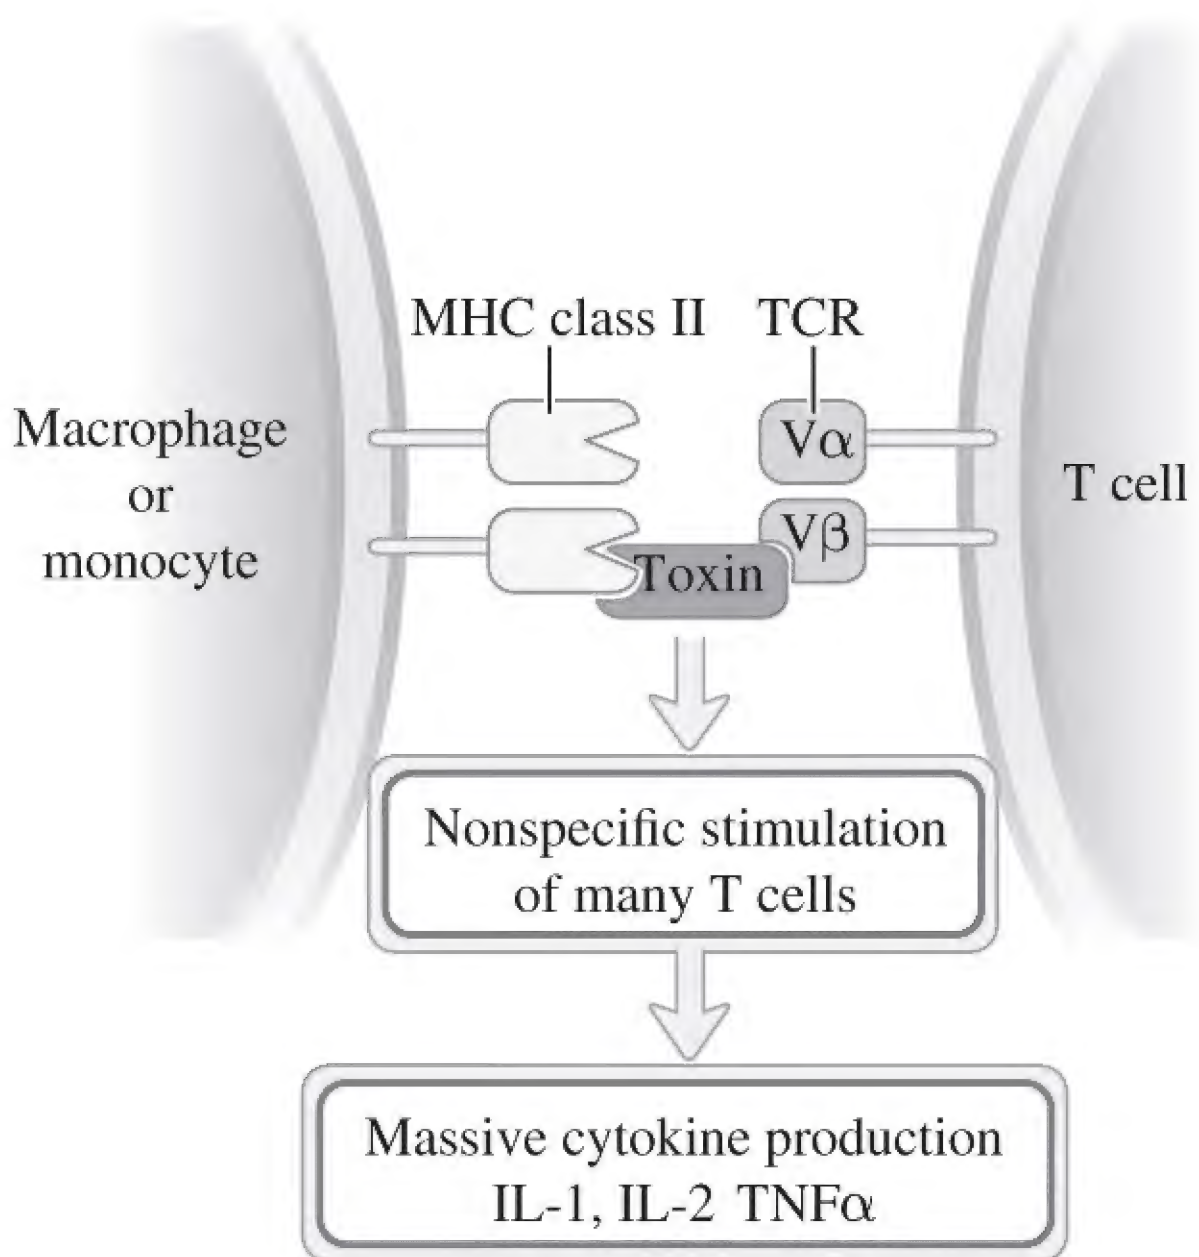 MHC class II
TCR
Macrophage
or
monocyte
Vα
T cell
Vβ
Toxin
Nonspecific stimulation
of many T cells
Massive cytokine production
IL-1, IL-2 TNFα